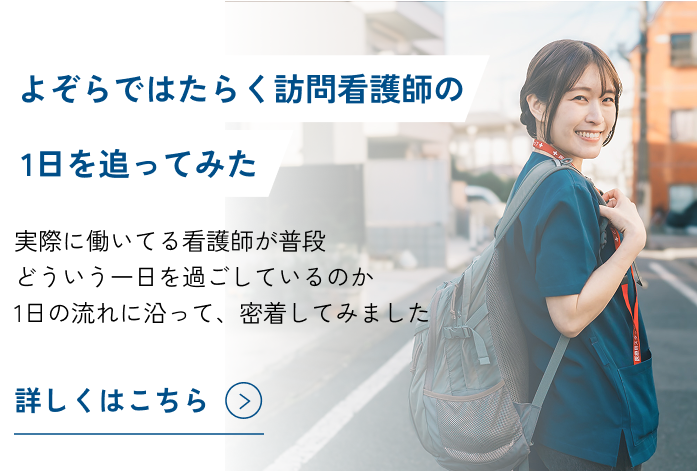 よぞらではたらく訪問看護師の
1日を追ってみた
実際に働いてる看護師が普段
どういう一日を過ごしているのか
1日の流れに沿って、密着してみました
詳しくはこちら